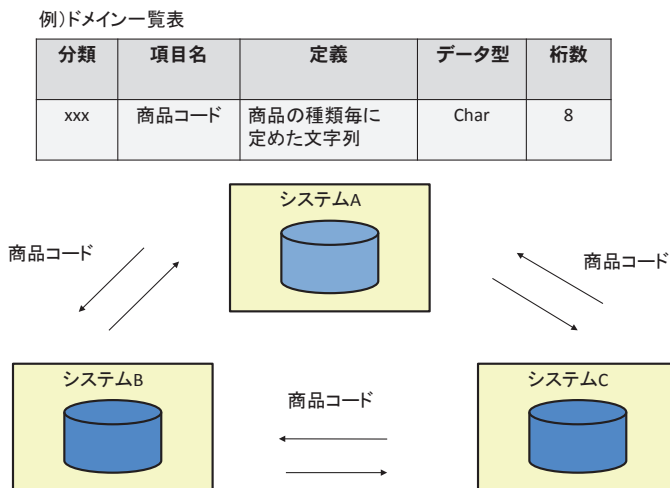 例)ドメイン一覧表
分類 項目名 定義 データ型 桁数
xxx 商品コード 商品の種類毎に Char 8
定めた文字列
システムA
商品コード
商品コード
システムB
システムC
商品コード